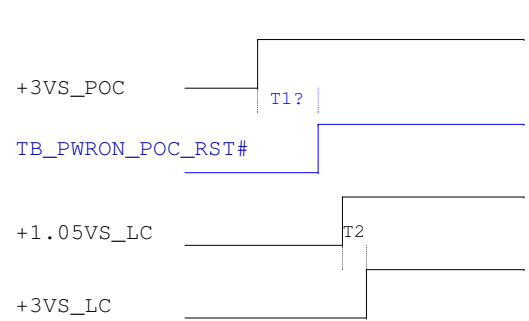 +3VS_POC
T1?
TB_PWRON_POC_RST#
+1.05VS_LC
T2
+3VS_LC